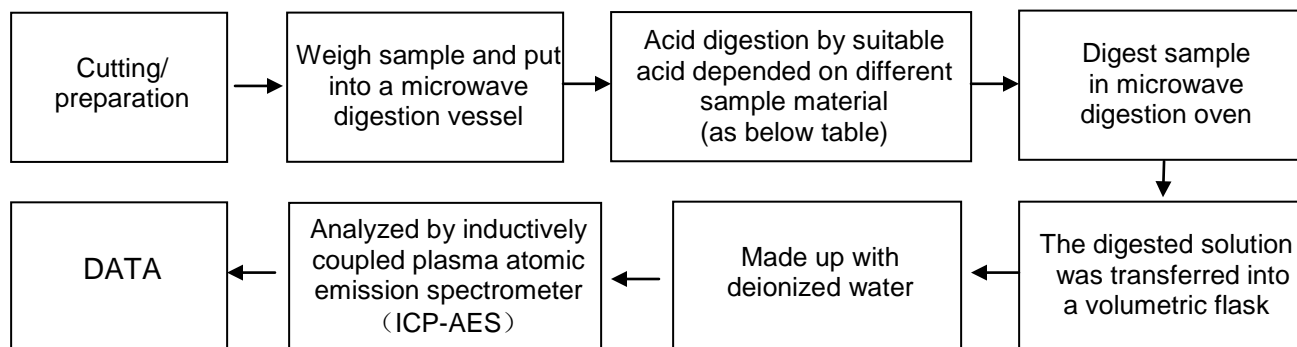 Cutting/
preparation
Weigh sample and put
into a microwave
digestion vessel
Acid digestion by suitable
acid depended on different
sample material
(as below table)
Digest sample
in microwave
digestion oven
The digested solution
was transferred into
a volumetric flask
Made up with
deionized water
Analyzed by inductively
coupled plasma atomic
emission spectrometer
（ICP-AES）
DATA